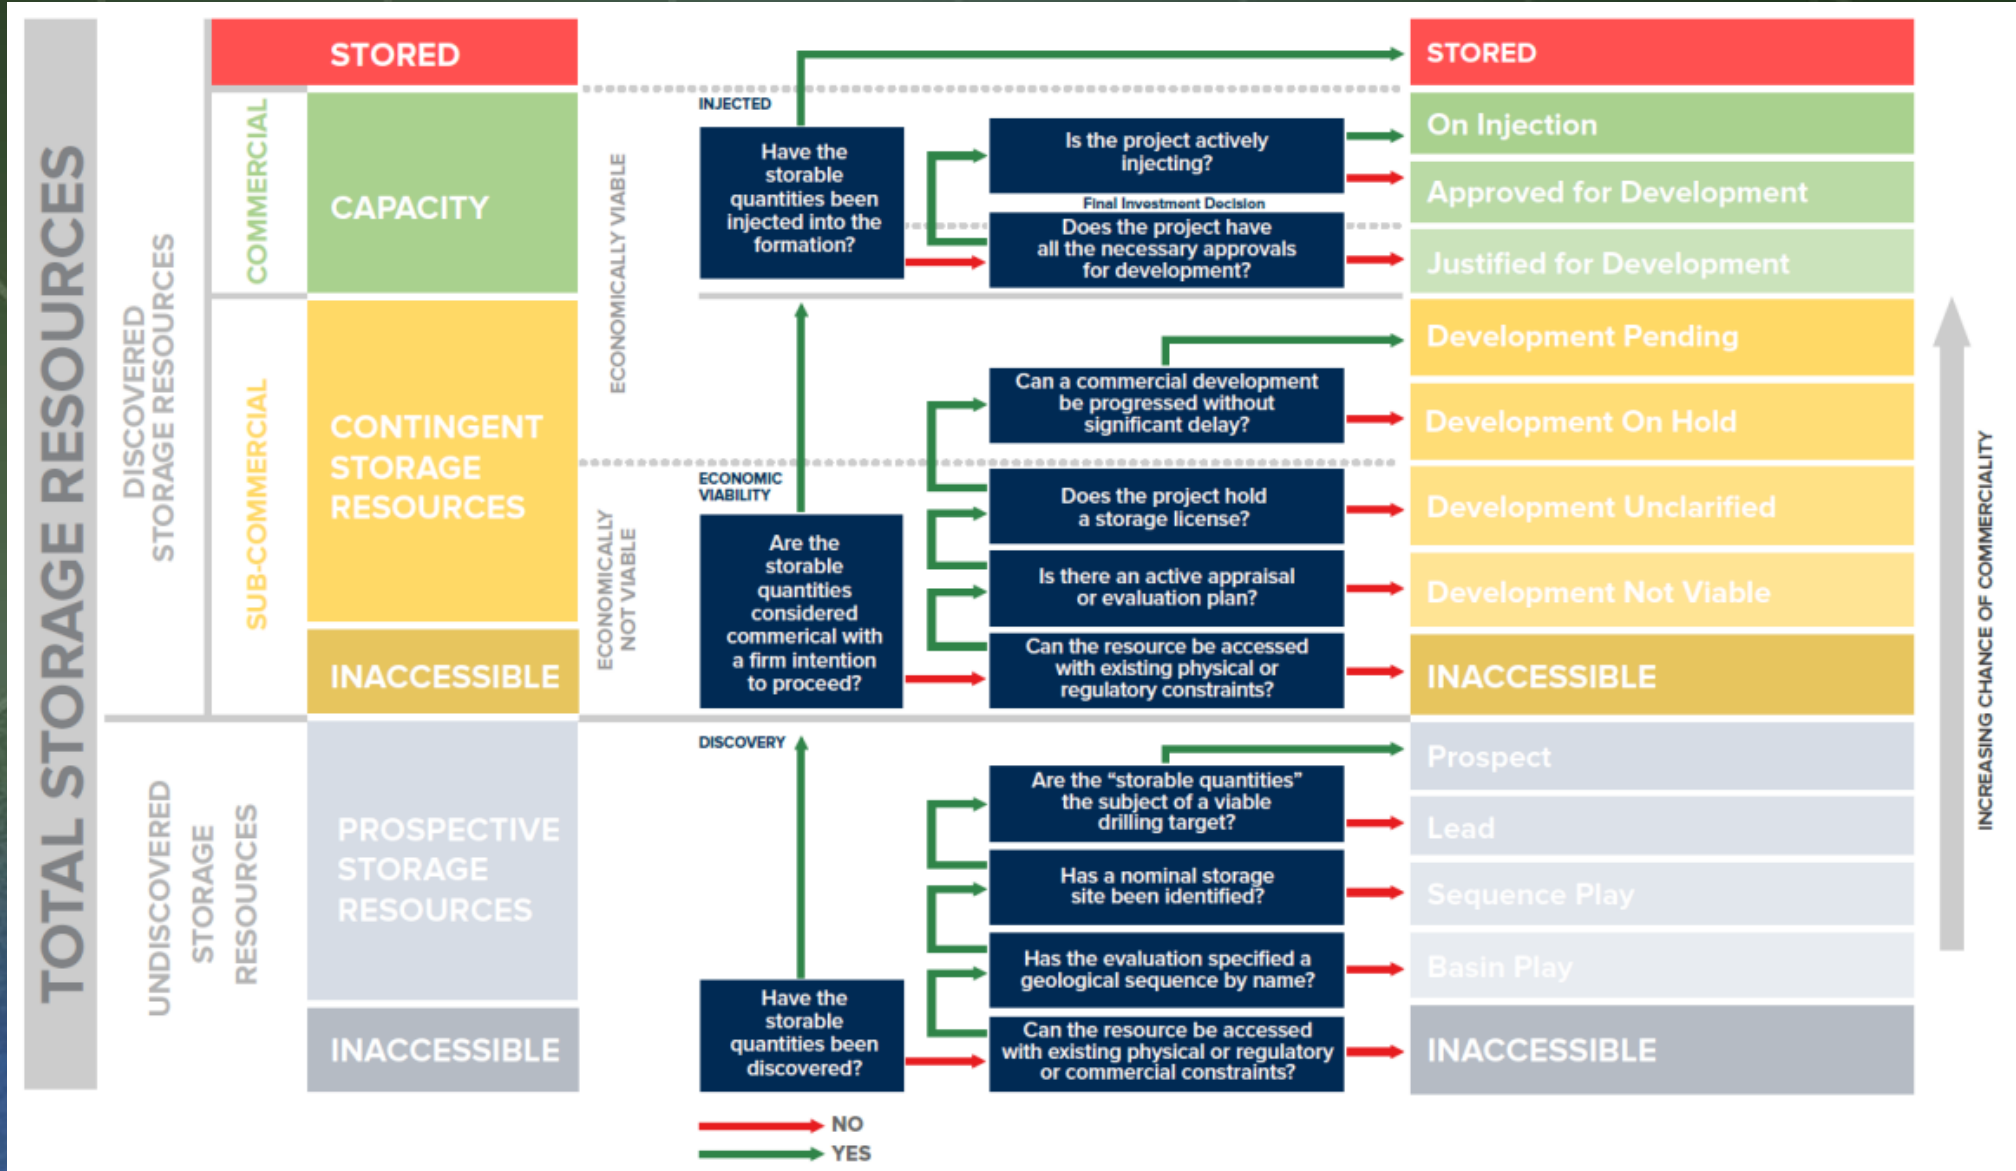 TOTAL STORAGE RESOURCES
DISCOVERED
STORAGE RESOURCES
UNDISCOVERED
STORAGE
RESOURCES
COMMERCIAL
SUB-COMMERCIAL
STORED
CAPACITY
CONTINGENT
STORAGE
RESOURCES
INACCESSIBLE
PROSPECTIVE
STORAGE
RESOURCES
INACCESSIBLE
ECONOMICALLY VIABLE
ECONOMICALLY
NOT VIABLE
INJECTED
Have the
storable
quantities been
injected into the
formation?
Is the project actively
injecting?
Final Investment Decision
Does the project have
all the necessary approvals
for development?
ECONOMIC
VIABILITY
Are the
storable
quantities
considered
commerical with
a firm intention
to proceed?
Can a commercial development
be progressed without
significant delay?
Does the project hold
a storage license?
Is there an active appraisal
or evaluation plan?
Can the resource be accessed
with existing physical or
regulatory constraints?
DISCOVERY
Have the
storable
quantities been
discovered?
Are the “storable quantities”
the subject of a viable
drilling target?
Has a nominal storage
site been identified?
Has the evaluation specified a
geological sequence by name?
Can the resource be accessed
with existing physical or regulatory
or commercial constraints?
NO
YES
STORED
On Injection
Approved for Development
Justified for Development
Development Pending
Development On Hold
Development Unclarified
Development Not Viable
INACCESSIBLE
Prospect
Lead
Sequence Play
Basin Play
INACCESSIBLE
INCREASING CHANCE OF COMMERCIALITY